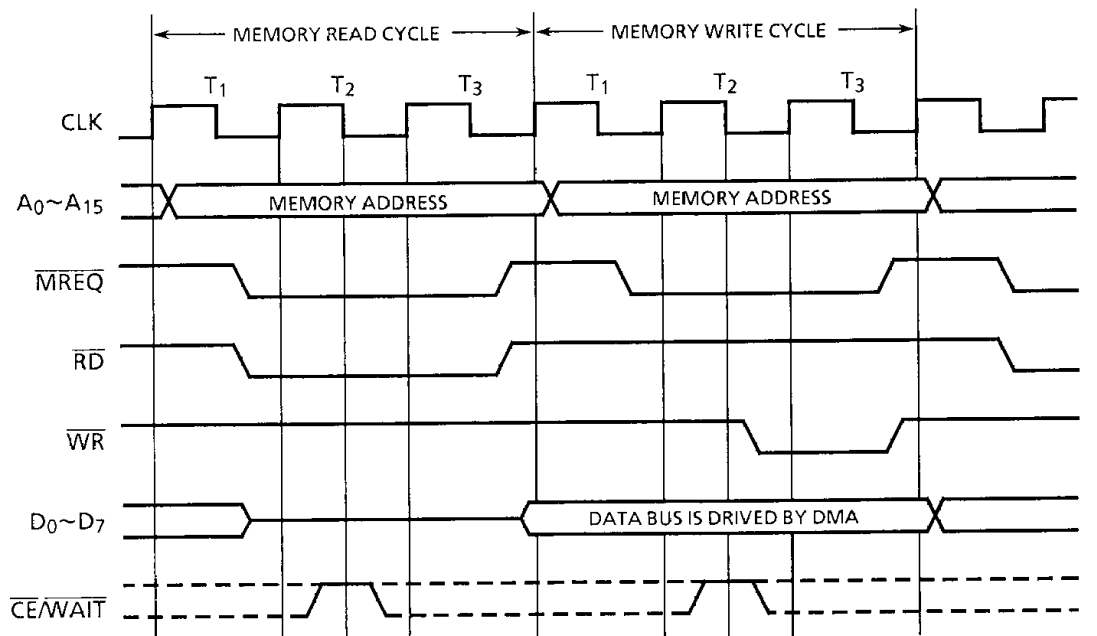 MEMORY READ CYCLE MEMORY WRITE CYCLE
T1 T2 T3 T1 T2 T3
CLK
A0~A15 MEMORY ADDRESS MEMORY ADDRESS
MREQ
RD
WR
D0~D7 DATA BUS IS DRIVED BY DMA
CE/WAIT